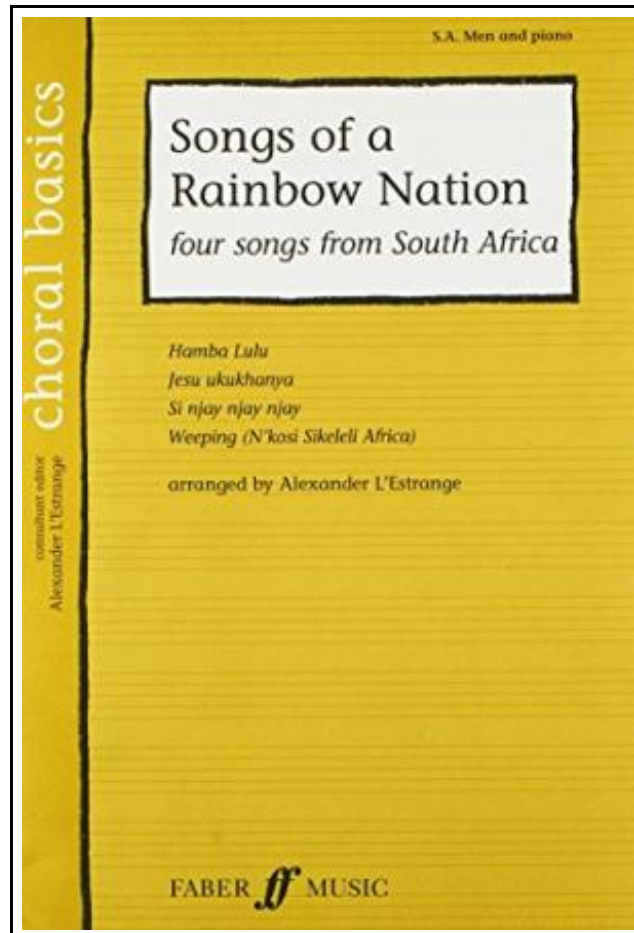 S.A. Men and piano
choral basics
consultant editor
Alexander L'Estrange
Songs of a
Rainbow Nation
four songs from South Africa
Hamba Lulu
Jesu ukukhanya
Si njay njay njay
Weeping (N'kosi Sikeleli Africa)
arranged by Alexander L'Estrange
FABER ff MUSIC